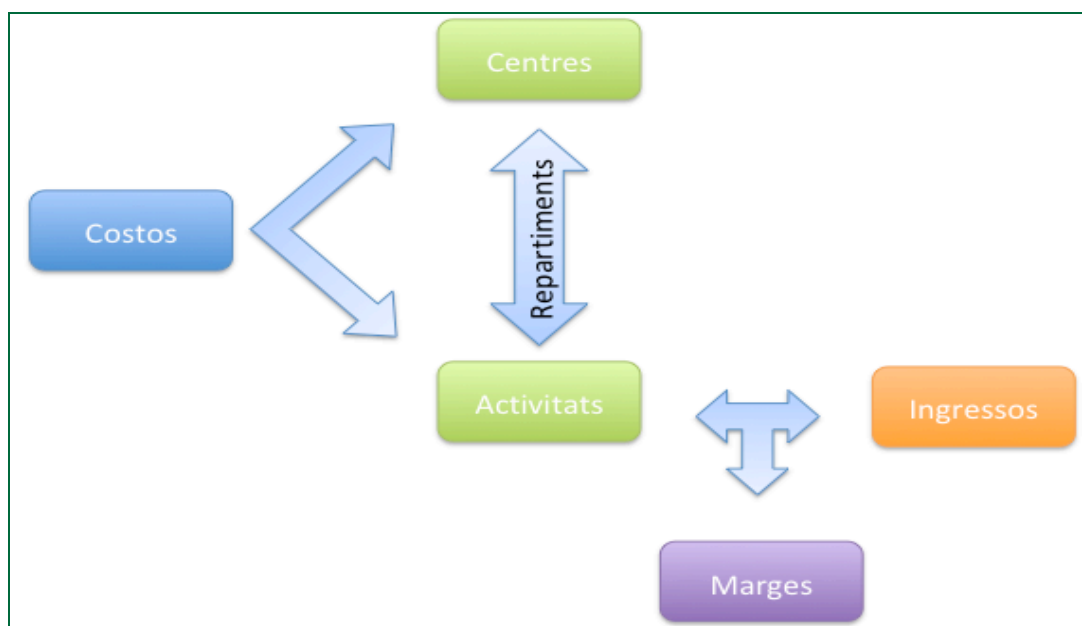 Centres
Costos
Repartiments
Activitats
Ingressos
Marges